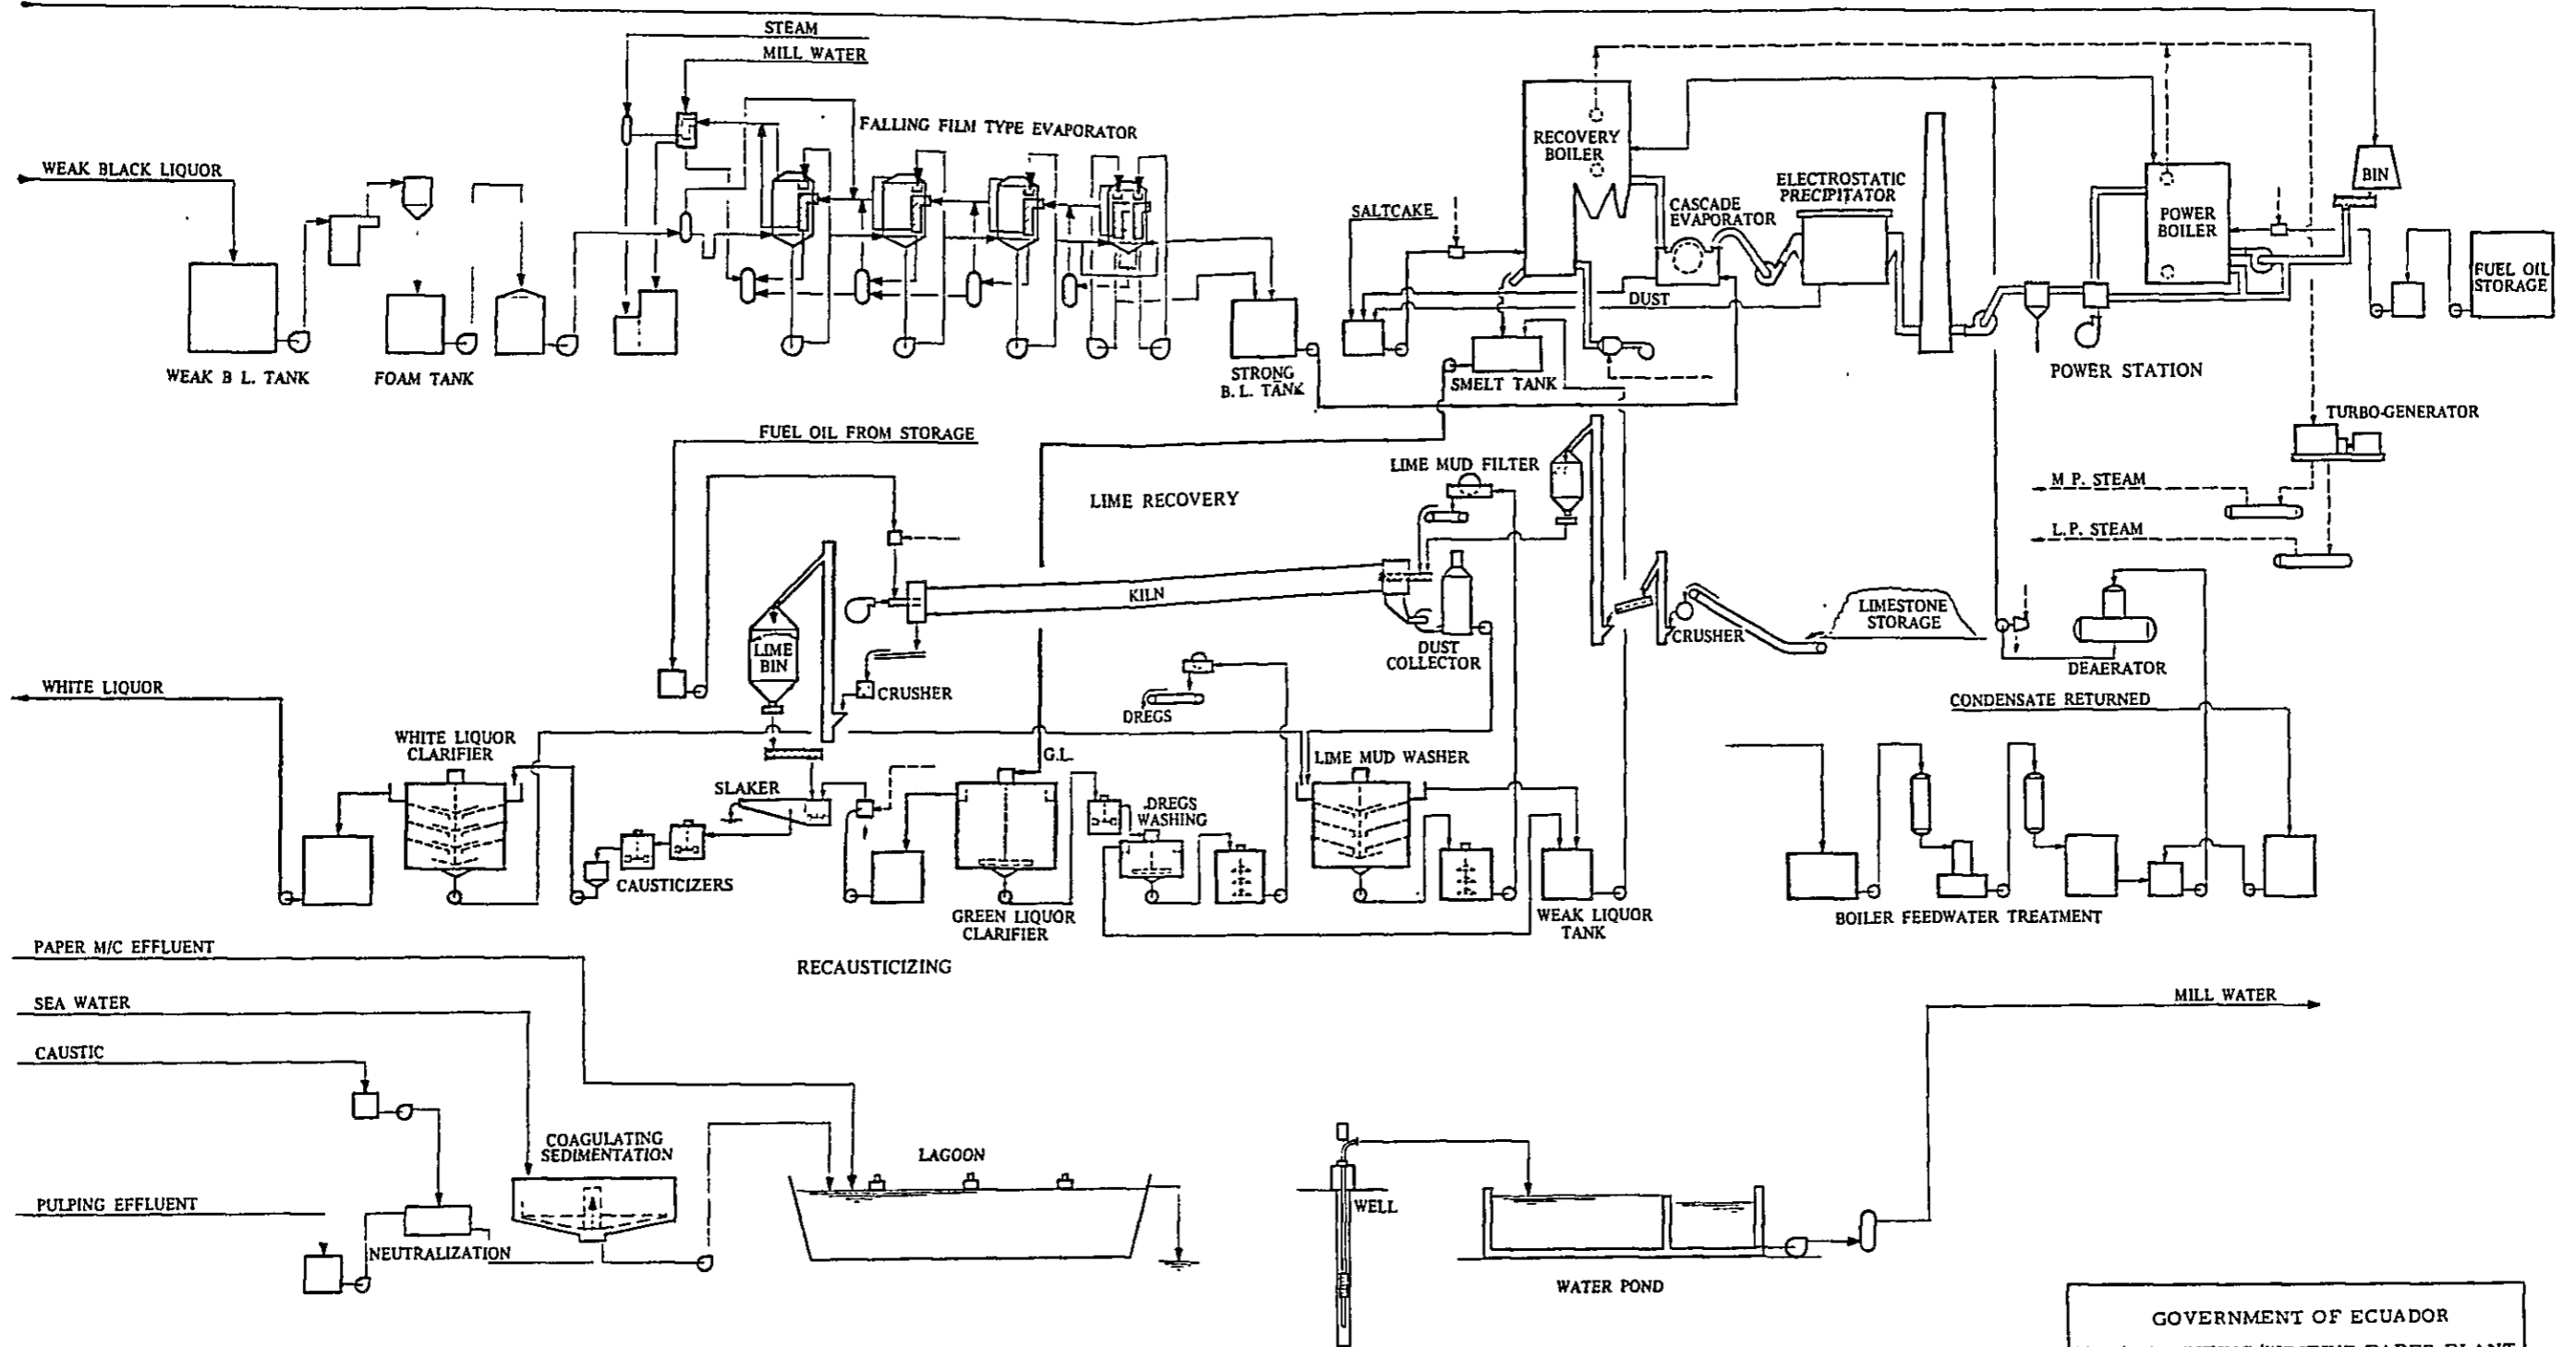 STEAM
MILL WATER
FALLING FILM TYPE EVAPORATOR
WEAK BLACK LIQUOR
WEAK B L. TANK
FOAM TANK
STRONG
B. L. TANK
SALTCAKE
RECOVERY
BOILER
CASCADE
EVAPORATOR
ELECTROSTATIC
PRECIPITATOR
DUST
SMELT TANK
POWER
BOILER
BIN
FUEL OIL
STORAGE
POWER STATION
TURBO-GENERATOR
M P. STEAM
L.P. STEAM
FUEL OIL FROM STORAGE
LIME RECOVERY
LIME MUD FILTER
KILN
LIME
BIN
CRUSHER
DUST
COLLECTOR
CRUSHER
LIMESTONE
STORAGE
DEAERATOR
WHITE LIQUOR
DREGS
CONDENSATE RETURNED
WHITE LIQUOR
CLARIFIER
G.L.
LIME MUD WASHER
SLAKER
DREGS
WASHING
CAUSTICIZERS
GREEN LIQUOR
CLARIFIER
WEAK LIQUOR
TANK
BOILER FEEDWATER TREATMENT
RECAUSTICIZING
PAPER M/C EFFLUENT
SEA WATER
CAUSTIC
PULPING EFFLUENT
NEUTRALIZATION
COAGULATING
SEDIMENTATION
LAGOON
WELL
WATER POND
MILL WATER
GOVERNMENT OF ECUADOR
PAPER PLANT